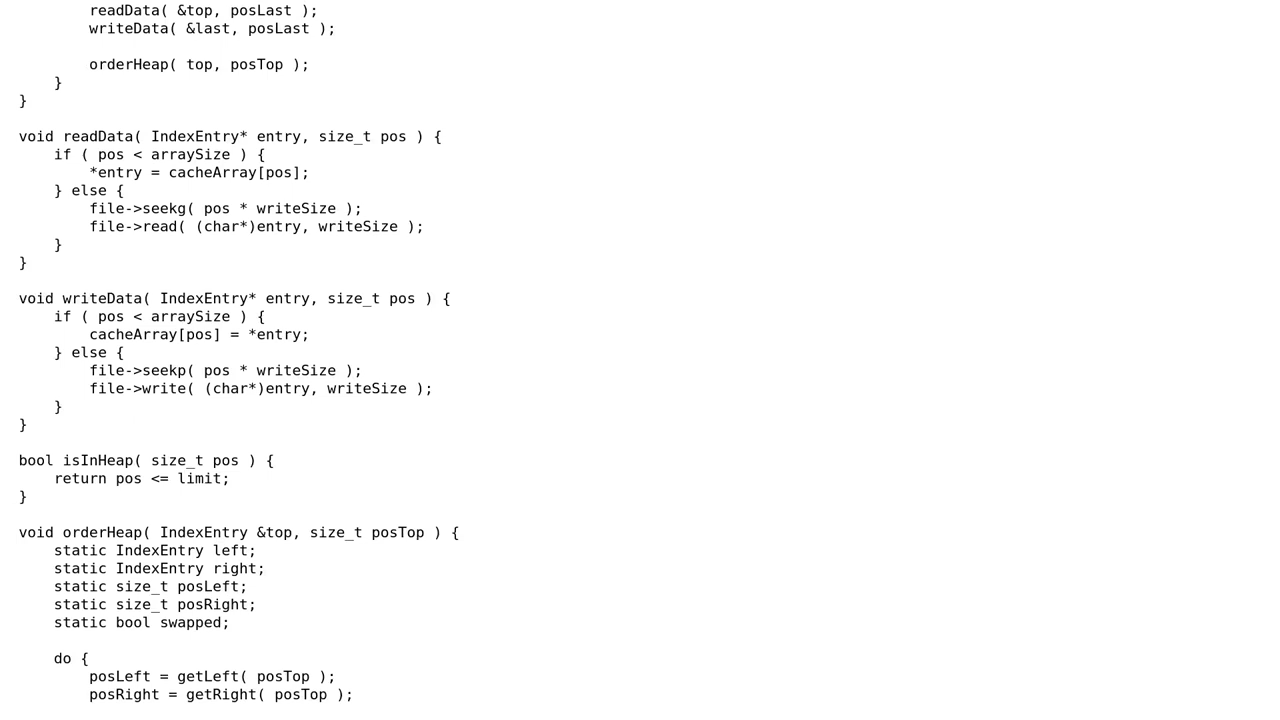 readData( &top, posLast );
        writeData( &last, posLast );

        orderHeap( top, posTop );
    }
}

void readData( IndexEntry* entry, size_t pos ) {
    if ( pos < arraySize ) {
        *entry = cacheArray[pos];
    } else {
        file->seekg( pos * writeSize );
        file->read( (char*)entry, writeSize );
    }
}

void writeData( IndexEntry* entry, size_t pos ) {
    if ( pos < arraySize ) {
        cacheArray[pos] = *entry;
    } else {
        file->seekp( pos * writeSize );
        file->write( (char*)entry, writeSize );
    }
}

bool isInHeap( size_t pos ) {
    return pos <= limit;
}

void orderHeap( IndexEntry &top, size_t posTop ) {
    static IndexEntry left;
    static IndexEntry right;
    static size_t posLeft;
    static size_t posRight;
    static bool swapped;

    do {
        posLeft = getLeft( posTop );
        posRight = getRight( posTop );